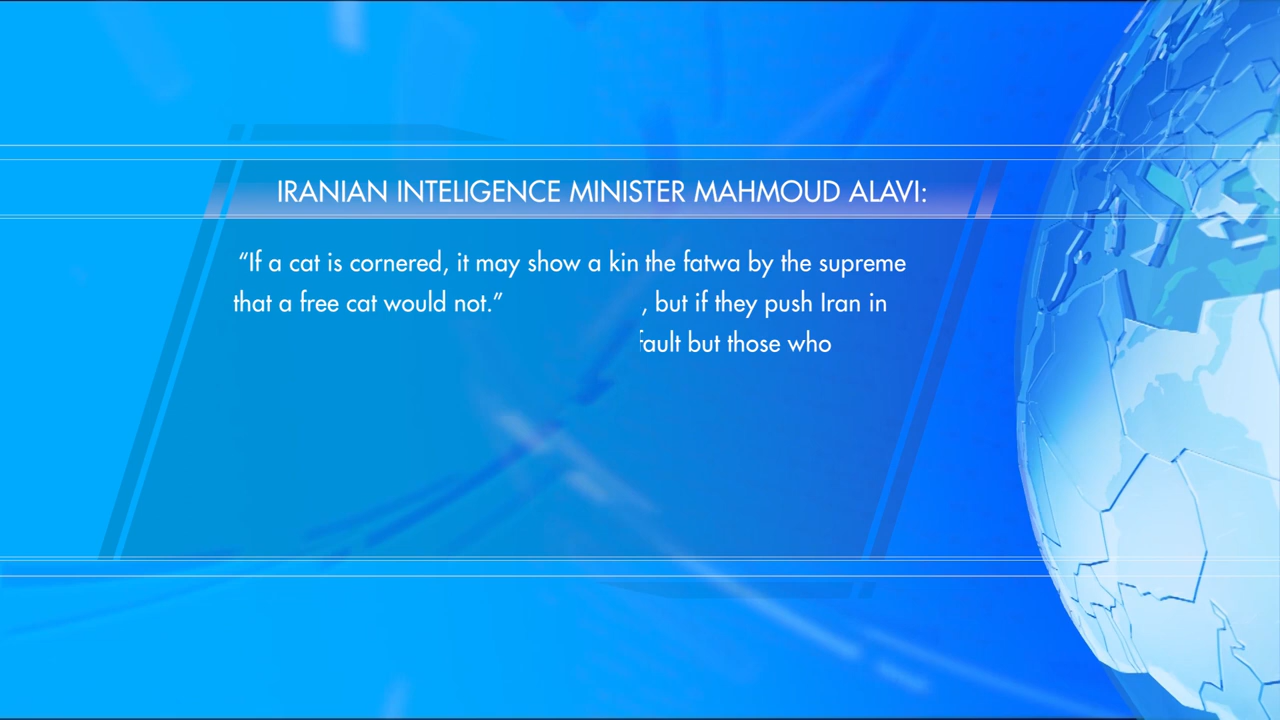 IRANIAN INTELIGENCE MINISTER MAHMOUD ALAVI:
“If a cat is cornered, it may show a kin the fatwa by the supreme
that a free cat would not.” , but if they push Iran in
fault but those who